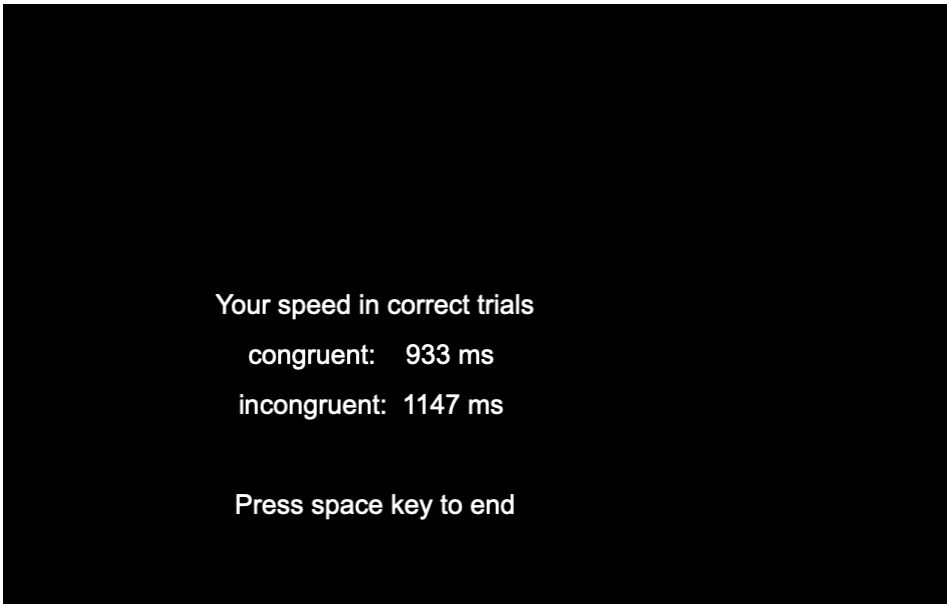 Your speed in correct trials
congruent: 933 ms
incongruent: 1147 ms
Press space key to end